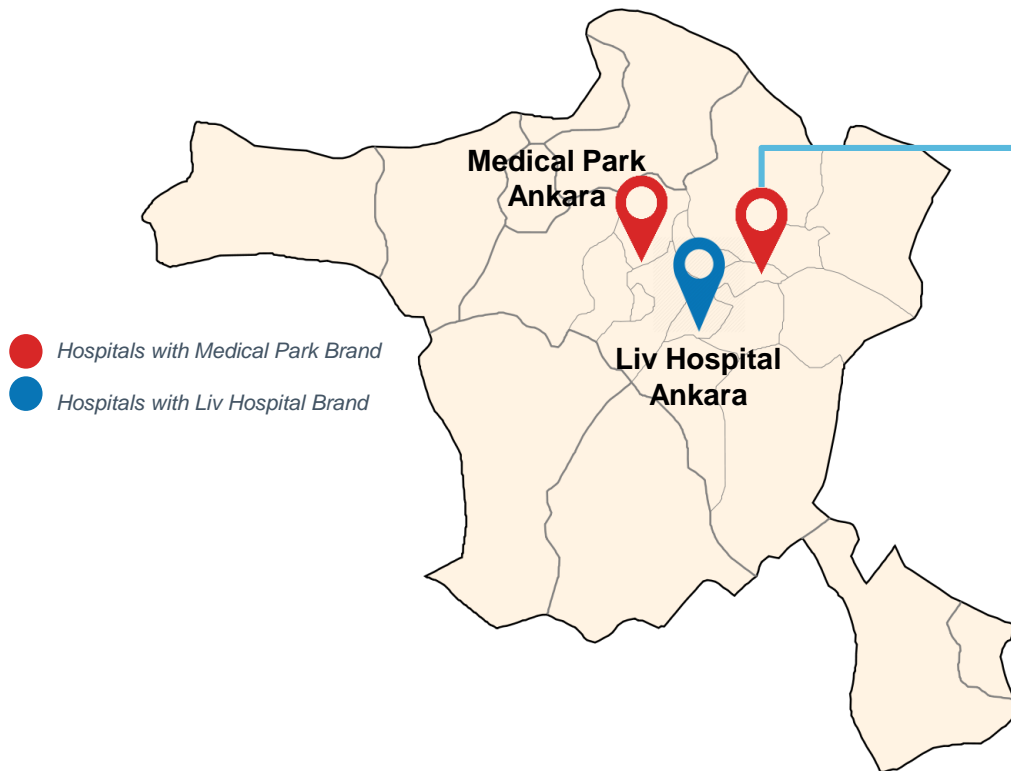 Medical Park
Ankara
Liv Hospital
Ankara
Hospitals with Medical Park Brand
Hospitals with Liv Hospital Brand